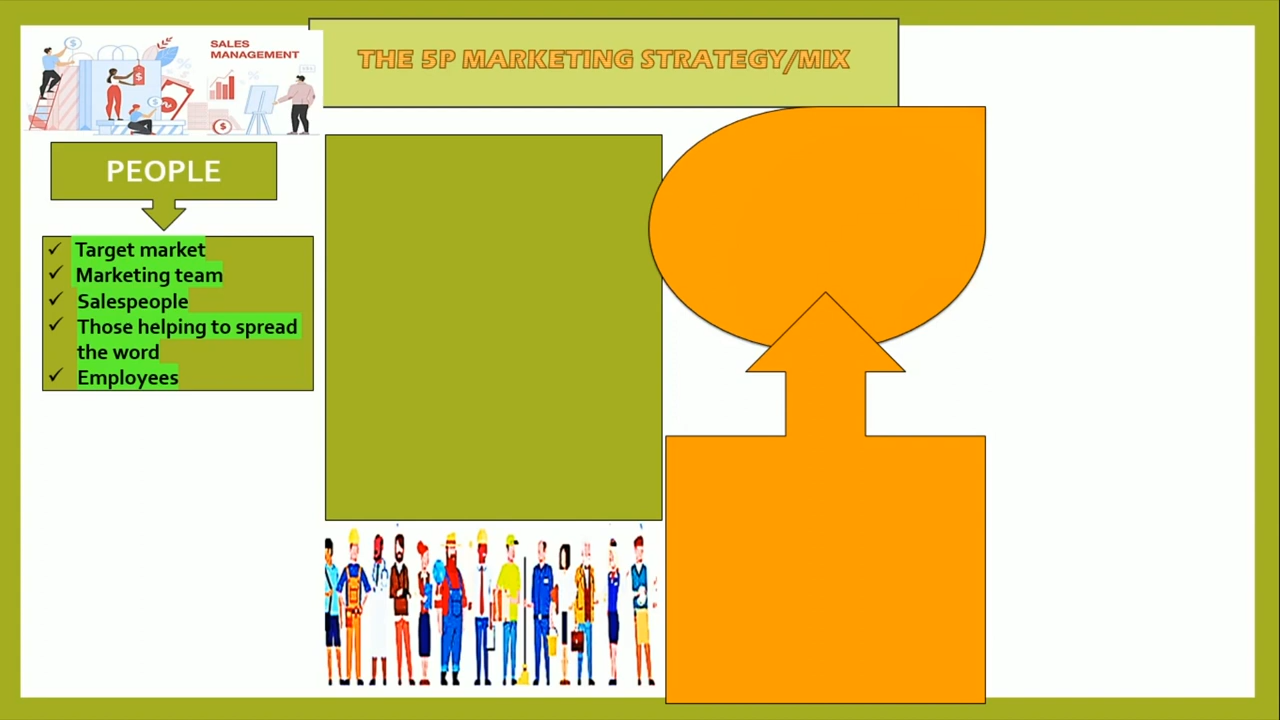 SALES
MANAGEMENT
THE 5P MARKETING STRATEGY/MIX
PEOPLE
✓ Target market
✓ Marketing team
✓ Salespeople
✓ Those helping to spread
the word
✓ Employees